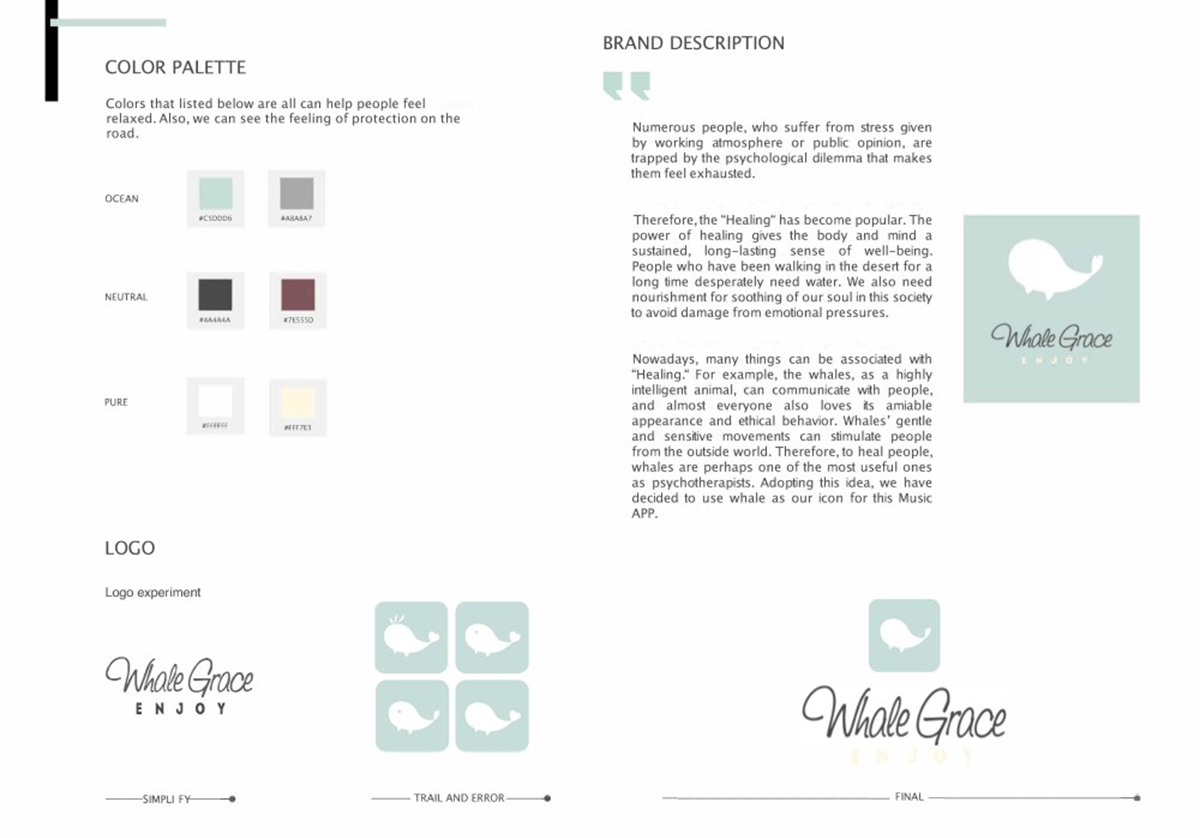 COLOR PALETTE
Colors that listed below are all can help people feel
relaxed. Also, we can see the feeling of protection on the
road.
OCEAN
#C5DDD6
#A8A8A7
NEUTRAL
#4A4A4A
#7E555D
PURE
#FFFFFF
#FFF7E3
LOGO
Logo experiment
Whale Grace
ENJOY
SIMPLI FY
TRAIL AND ERROR
BRAND DESCRIPTION
Numerous people, who suffer from stress given
by working atmosphere or public opinion, are
trapped by the psychological dilemma that makes
them feel exhausted.
Therefore, the "Healing" has become popular. The
power of healing gives the body and mind a
sustained, long-lasting sense of well-being.
People who have been walking in the desert for a
long time desperately need water. We also need
nourishment for soothing of our soul in this society
to avoid damage from emotional pressures.
Nowadays, many things can be associated with
"Healing." For example, the whales, as a highly
intelligent animal, can communicate with people,
and almost everyone also loves its amiable
appearance and ethical behavior. Whales' gentle
and sensitive movements can stimulate people
from the outside world. Therefore, to heal people,
whales are perhaps one of the most useful ones
as psychotherapists. Adopting this idea, we have
decided to use whale as our icon for this Music
APP.
Whale Grace
ENJOY
Whale Grace
ENJOY
FINAL